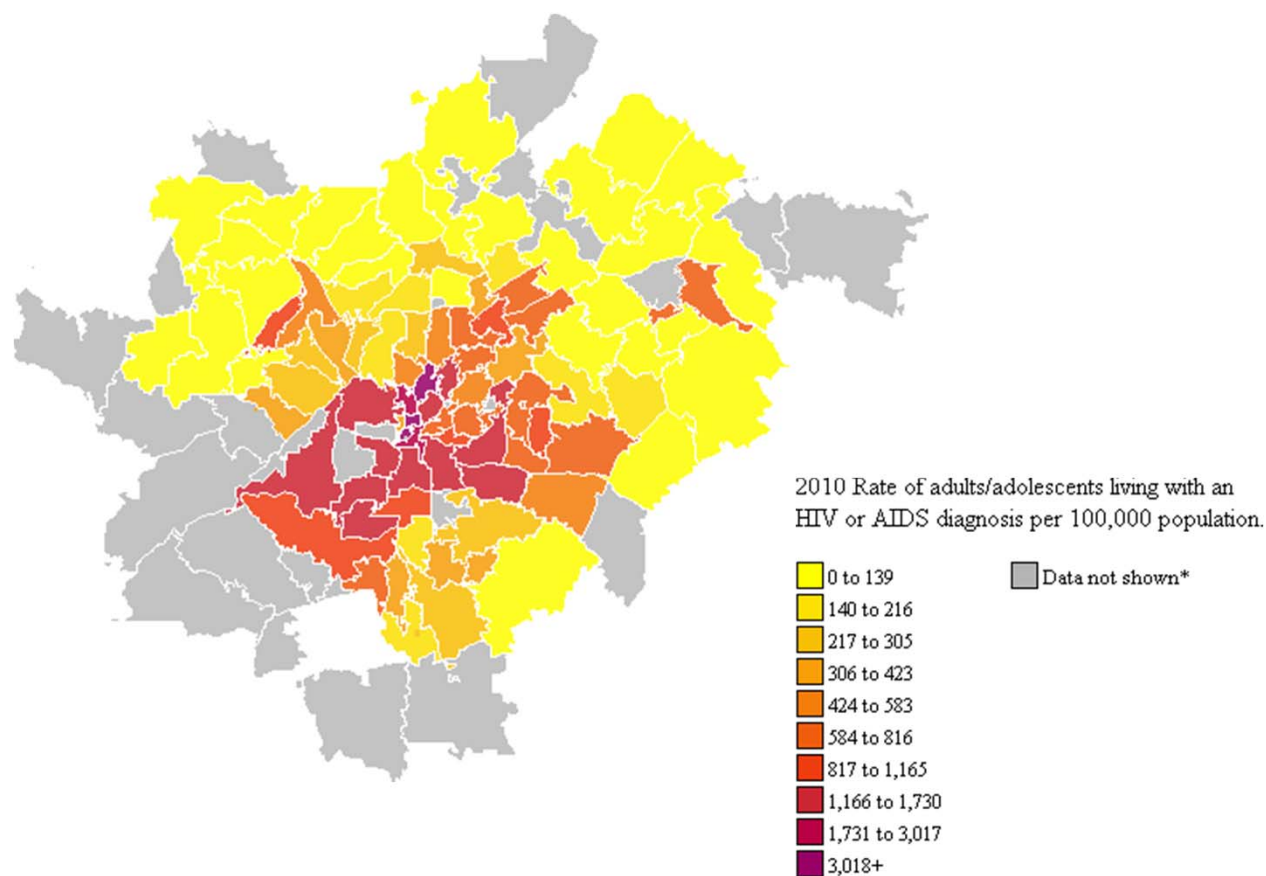 2010 Rate of adults/adolescents living with an
HIV or AIDS diagnosis per 100,000 population.
0 to 139
140 to 216
217 to 305
306 to 423
424 to 583
584 to 816
817 to 1,165
1,166 to 1,730
1,731 to 3,017
3,018+
Data not shown*